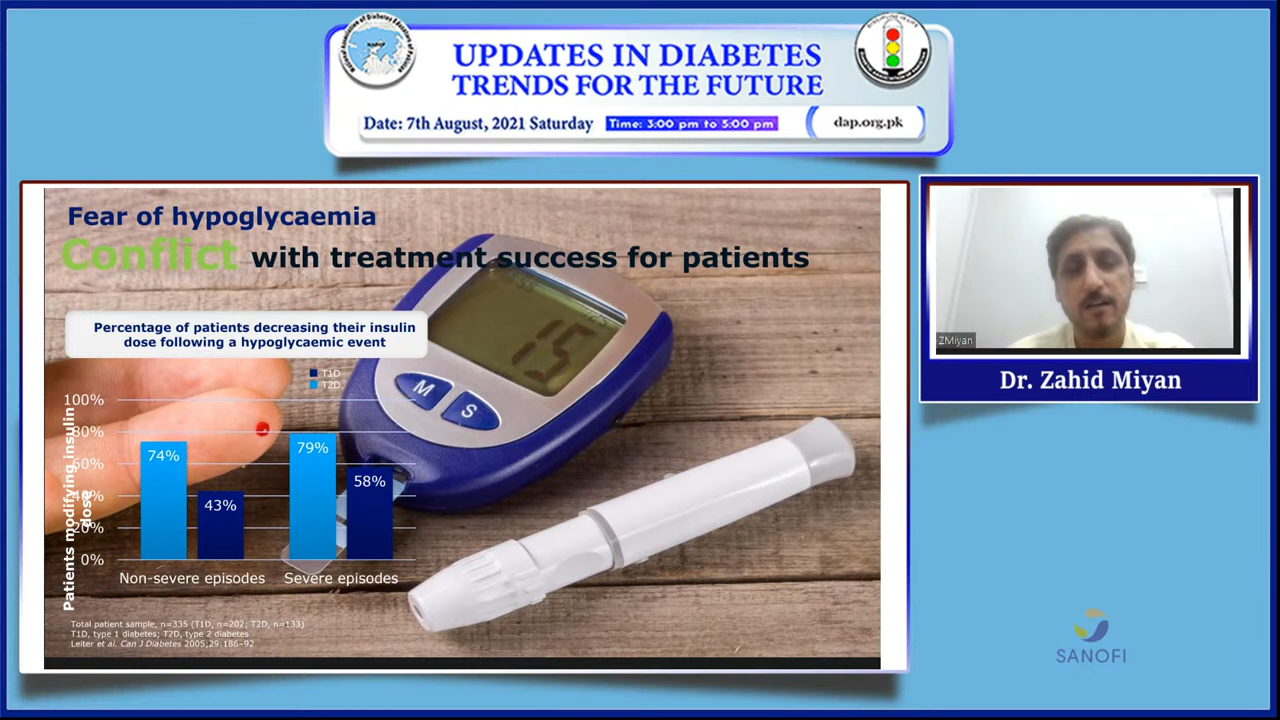 UPDATES IN DIABETES
TRENDS FOR THE FUTURE
Date: 7th August, 2021 Saturday
Time: 3:00 pm to 5:00 pm
dap.org.pk
Fear of hypoglycaemia
Conflict with treatment success for patients
Percentage of patients decreasing their insulin
dose following a hypoglycaemic event
T1D
T2D
Patients modifying insulin
dose
100%
80%
60%
40%
20%
0%
74%
43%
79%
58%
Non-severe episodes
Severe episodes
15
M
S
Total patient sample, n=335 (T1D, n=202; T2D, n=133)
T1D, type 1 diabetes; T2D, type 2 diabetes
Leiter et al. Can J Diabetes 2005;29:186–92
ZMiyan
Dr. Zahid Miyan
SANOFI